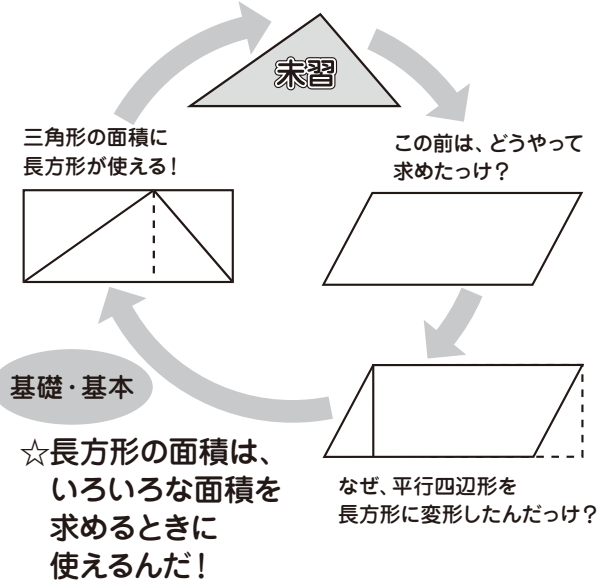 未習
この前は、どうやって
求めたっけ？
なぜ、平行四辺形を
長方形に変形したんだっけ？
基礎・基本
☆長方形の面積は、
いろいろな面積を
求めるときに
使えるんだ！
三角形の面積に
長方形が使える！